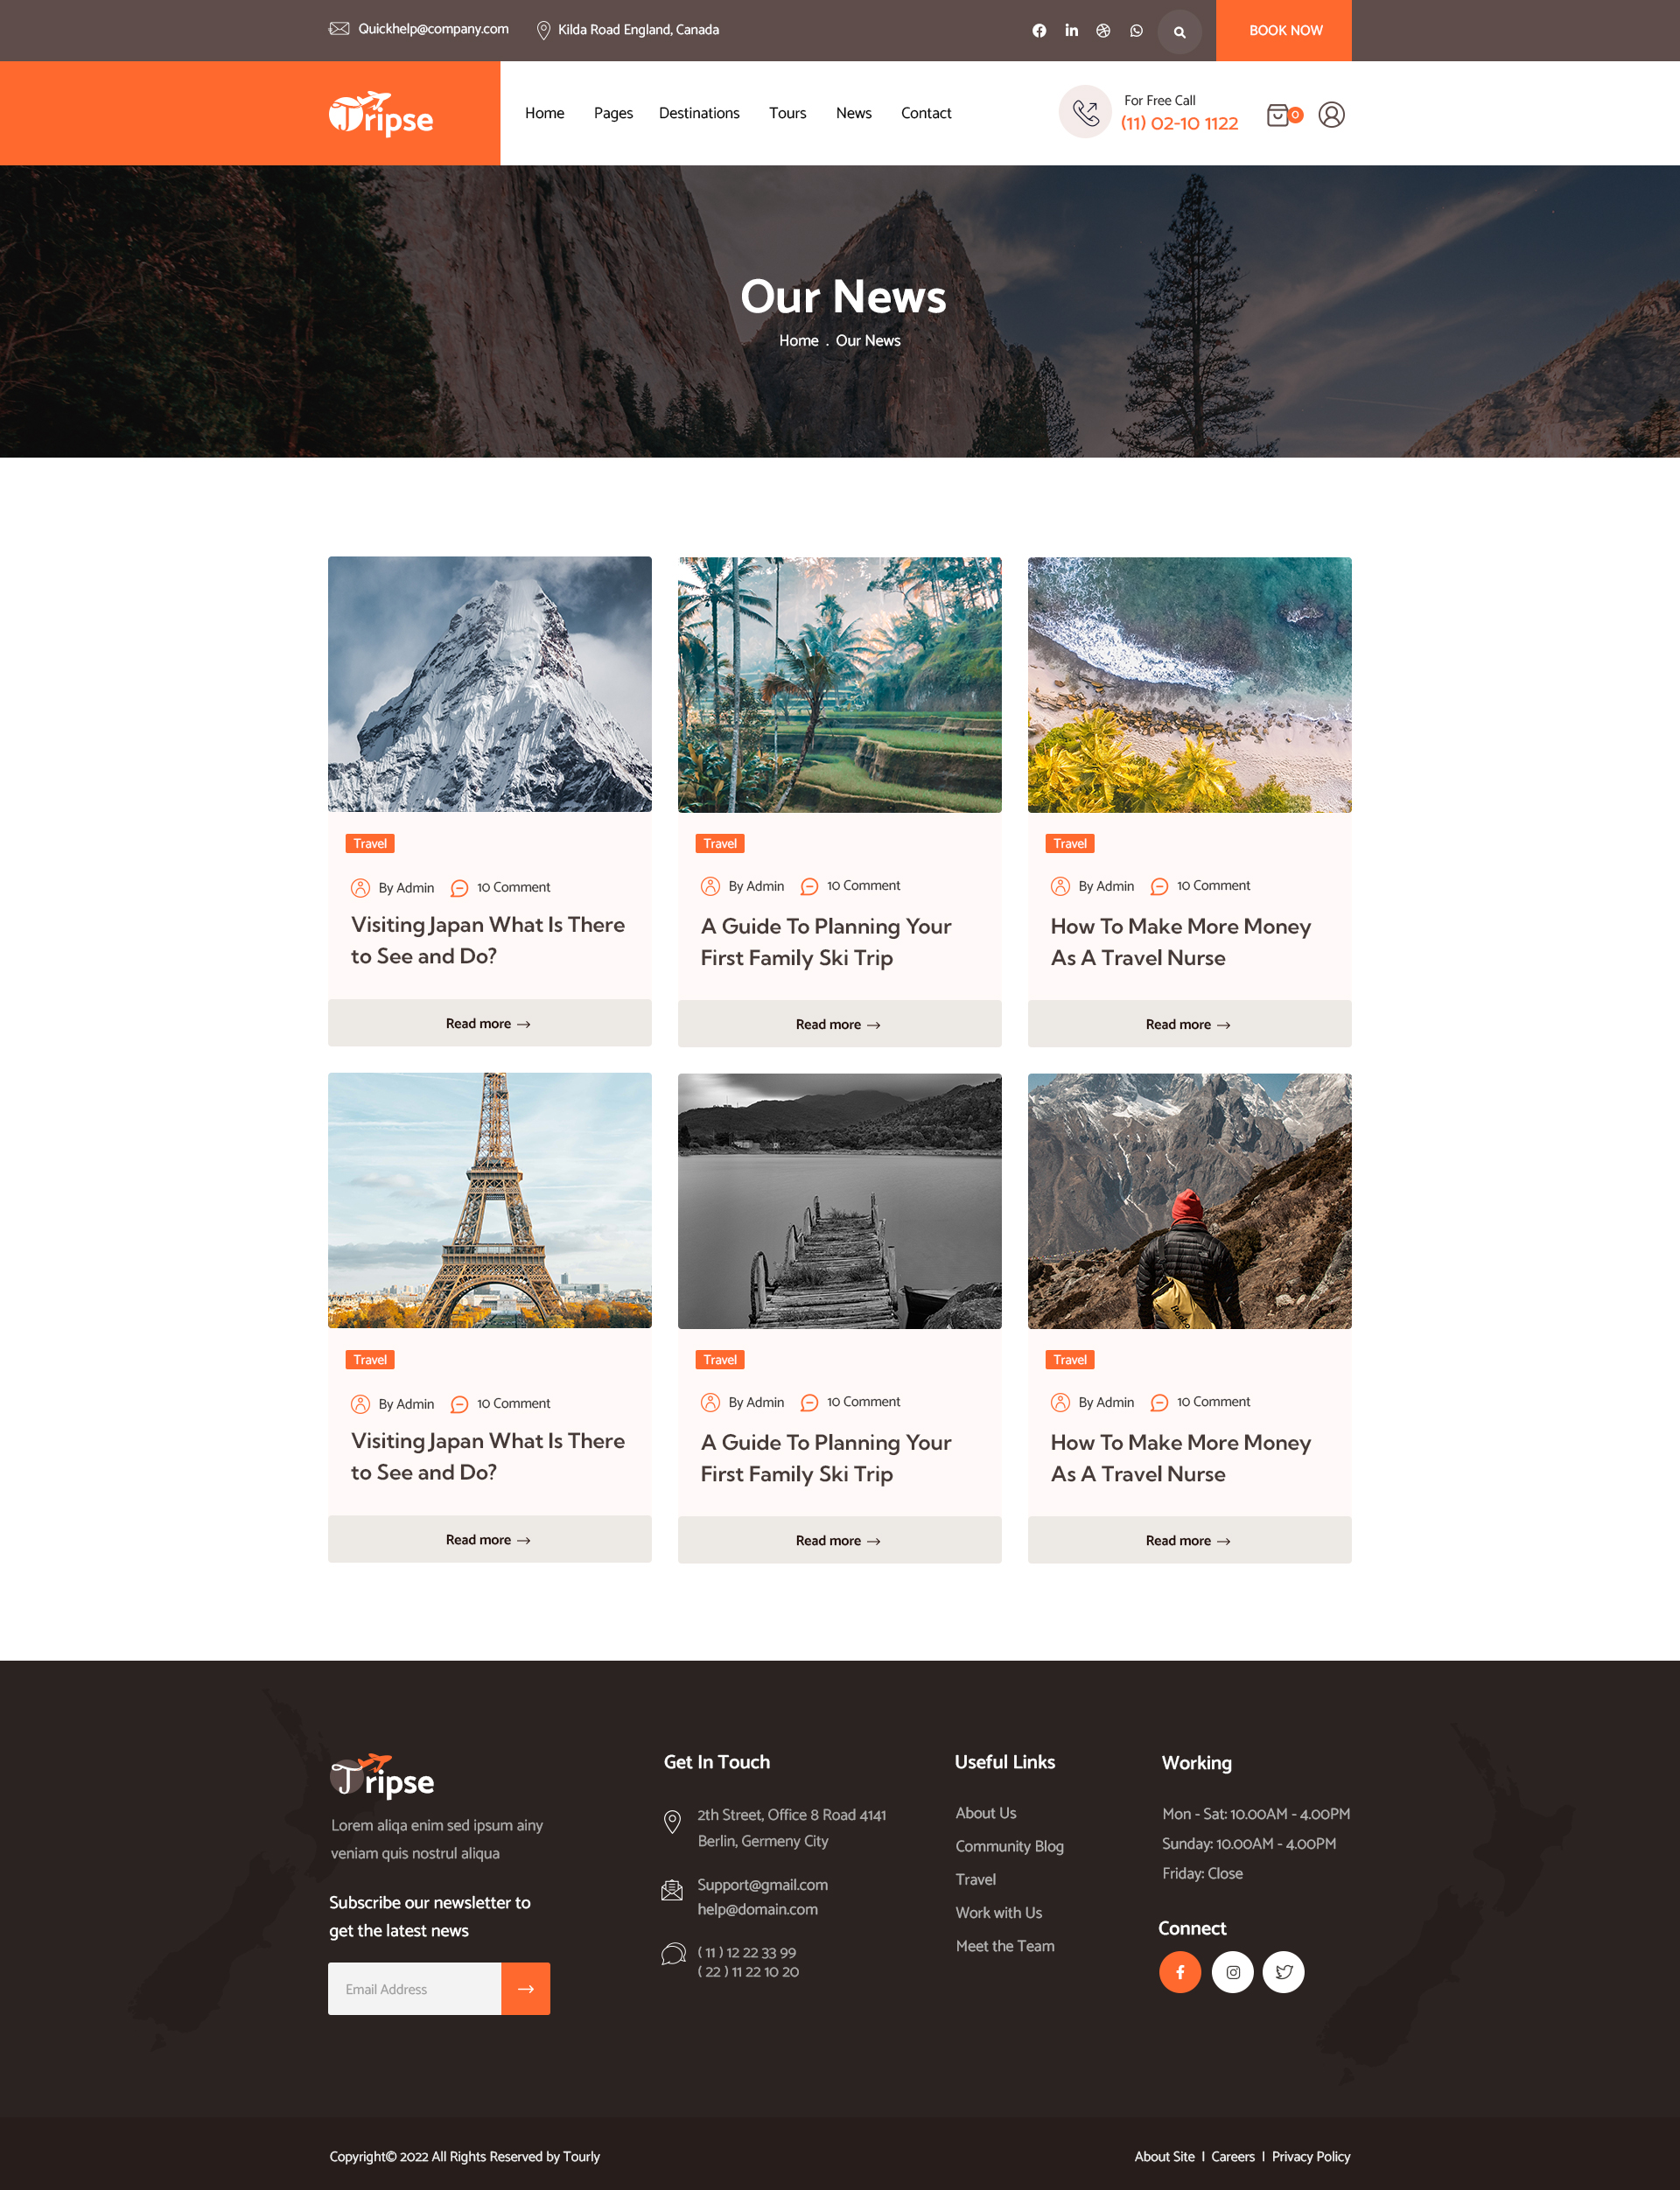 Quickhelp@company.com
Kilda Road England, Canada
BOOK NOW
Tripse
Home Pages Destinations Tours News Contact
For Free Call
(11) 02-10 1122
0
Our News
Home . Our News
Travel
By Admin 10 Comment
Visiting Japan What Is There
to See and Do?
Read more
Travel
By Admin 10 Comment
A Guide To Planning Your
First Family Ski Trip
Read more
Travel
By Admin 10 Comment
How To Make More Money
As A Travel Nurse
Read more
Travel
By Admin 10 Comment
Visiting Japan What Is There
to See and Do?
Read more
Travel
By Admin 10 Comment
A Guide To Planning Your
First Family Ski Trip
Read more
Travel
By Admin 10 Comment
How To Make More Money
As A Travel Nurse
Read more
Tripse
Lorem aliqa enim sed ipsum ainy
veniam quis nostrul aliqua
Subscribe our newsletter to
get the latest news
Email Address
Get In Touch
2th Street, Office 8 Road 4141
Berlin, Germeny City
Support@gmail.com
help@domain.com
( 11 ) 12 22 33 99
( 22 ) 11 22 10 20
Useful Links
About Us
Community Blog
Travel
Work with Us
Meet the Team
Working
Mon - Sat: 10.00AM - 4.00PM
Sunday: 10.00AM - 4.00PM
Friday: Close
Connect
Copyright© 2022 All Rights Reserved by Tourly
About Site | Careers | Privacy Policy